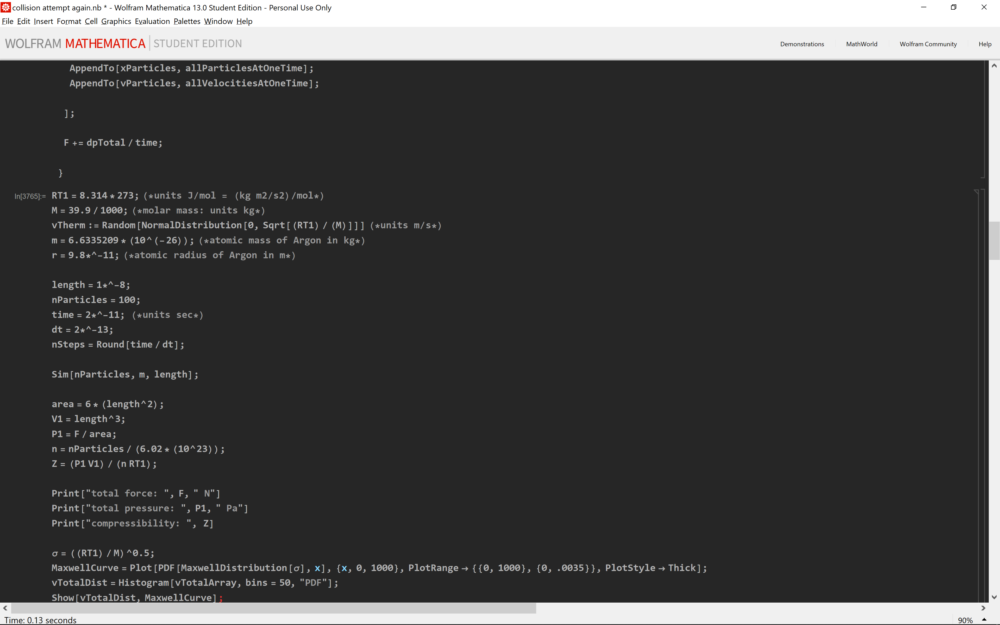 collision attempt again.nb * - Wolfram Mathematica 13.0 Student Edition - Personal Use Only
File Edit Insert Format Cell Graphics Evaluation Palettes Window Help
WOLFRAM MATHEMATICA STUDENT EDITION
Demonstrations MathWorld Wolfram Community Help
AppendTo[xParticles, allParticlesAtOneTime];
AppendTo[vParticles, allVelocitiesAtOneTime];
];
F += dpTotal / time;
}
In[3765]:= RT1 = 8.314 * 273; (*units J/mol = (kg m2/s2)/mol*)
M = 39.9 / 1000; (*molar mass: units kg*)
vTherm := Random[NormalDistribution[0, Sqrt[(RT1) / (M)]]] (*units m/s*)
m = 6.6335209 * (10^(-26)); (*atomic mass of Argon in kg*)
r = 9.8*^-11; (*atomic radius of Argon in m*)
length = 1*^-8;
nParticles = 100;
time = 2*^-11; (*units sec*)
dt = 2*^-13;
nSteps = Round[time / dt];
Sim[nParticles, m, length];
area = 6 * (length^2);
V1 = length^3;
P1 = F / area;
n = nParticles / (6.02 * (10^23));
Z = (P1 V1) / (n RT1);
Print["total force: ", F, " N"]
Print["total pressure: ", P1, " Pa"]
Print["compressibility: ", Z]
σ = ((RT1) / M)^0.5;
MaxwellCurve = Plot[PDF[MaxwellDistribution[σ], x], {x, 0, 1000}, PlotRange → {{0, 1000}, {0, .0035}}, PlotStyle → Thick];
vTotalDist = Histogram[vTotalArray, bins = 50, "PDF"];
Show[vTotalDist, MaxwellCurve];
Time: 0.13 seconds
90%